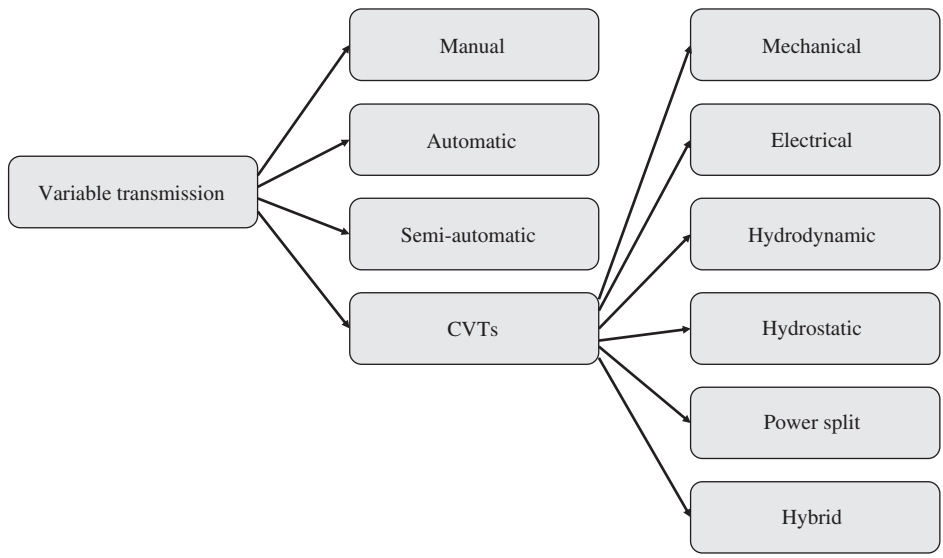 Variable transmission
Manual
Automatic
Semi-automatic
CVTs
Mechanical
Electrical
Hydrodynamic
Hydrostatic
Power split
Hybrid